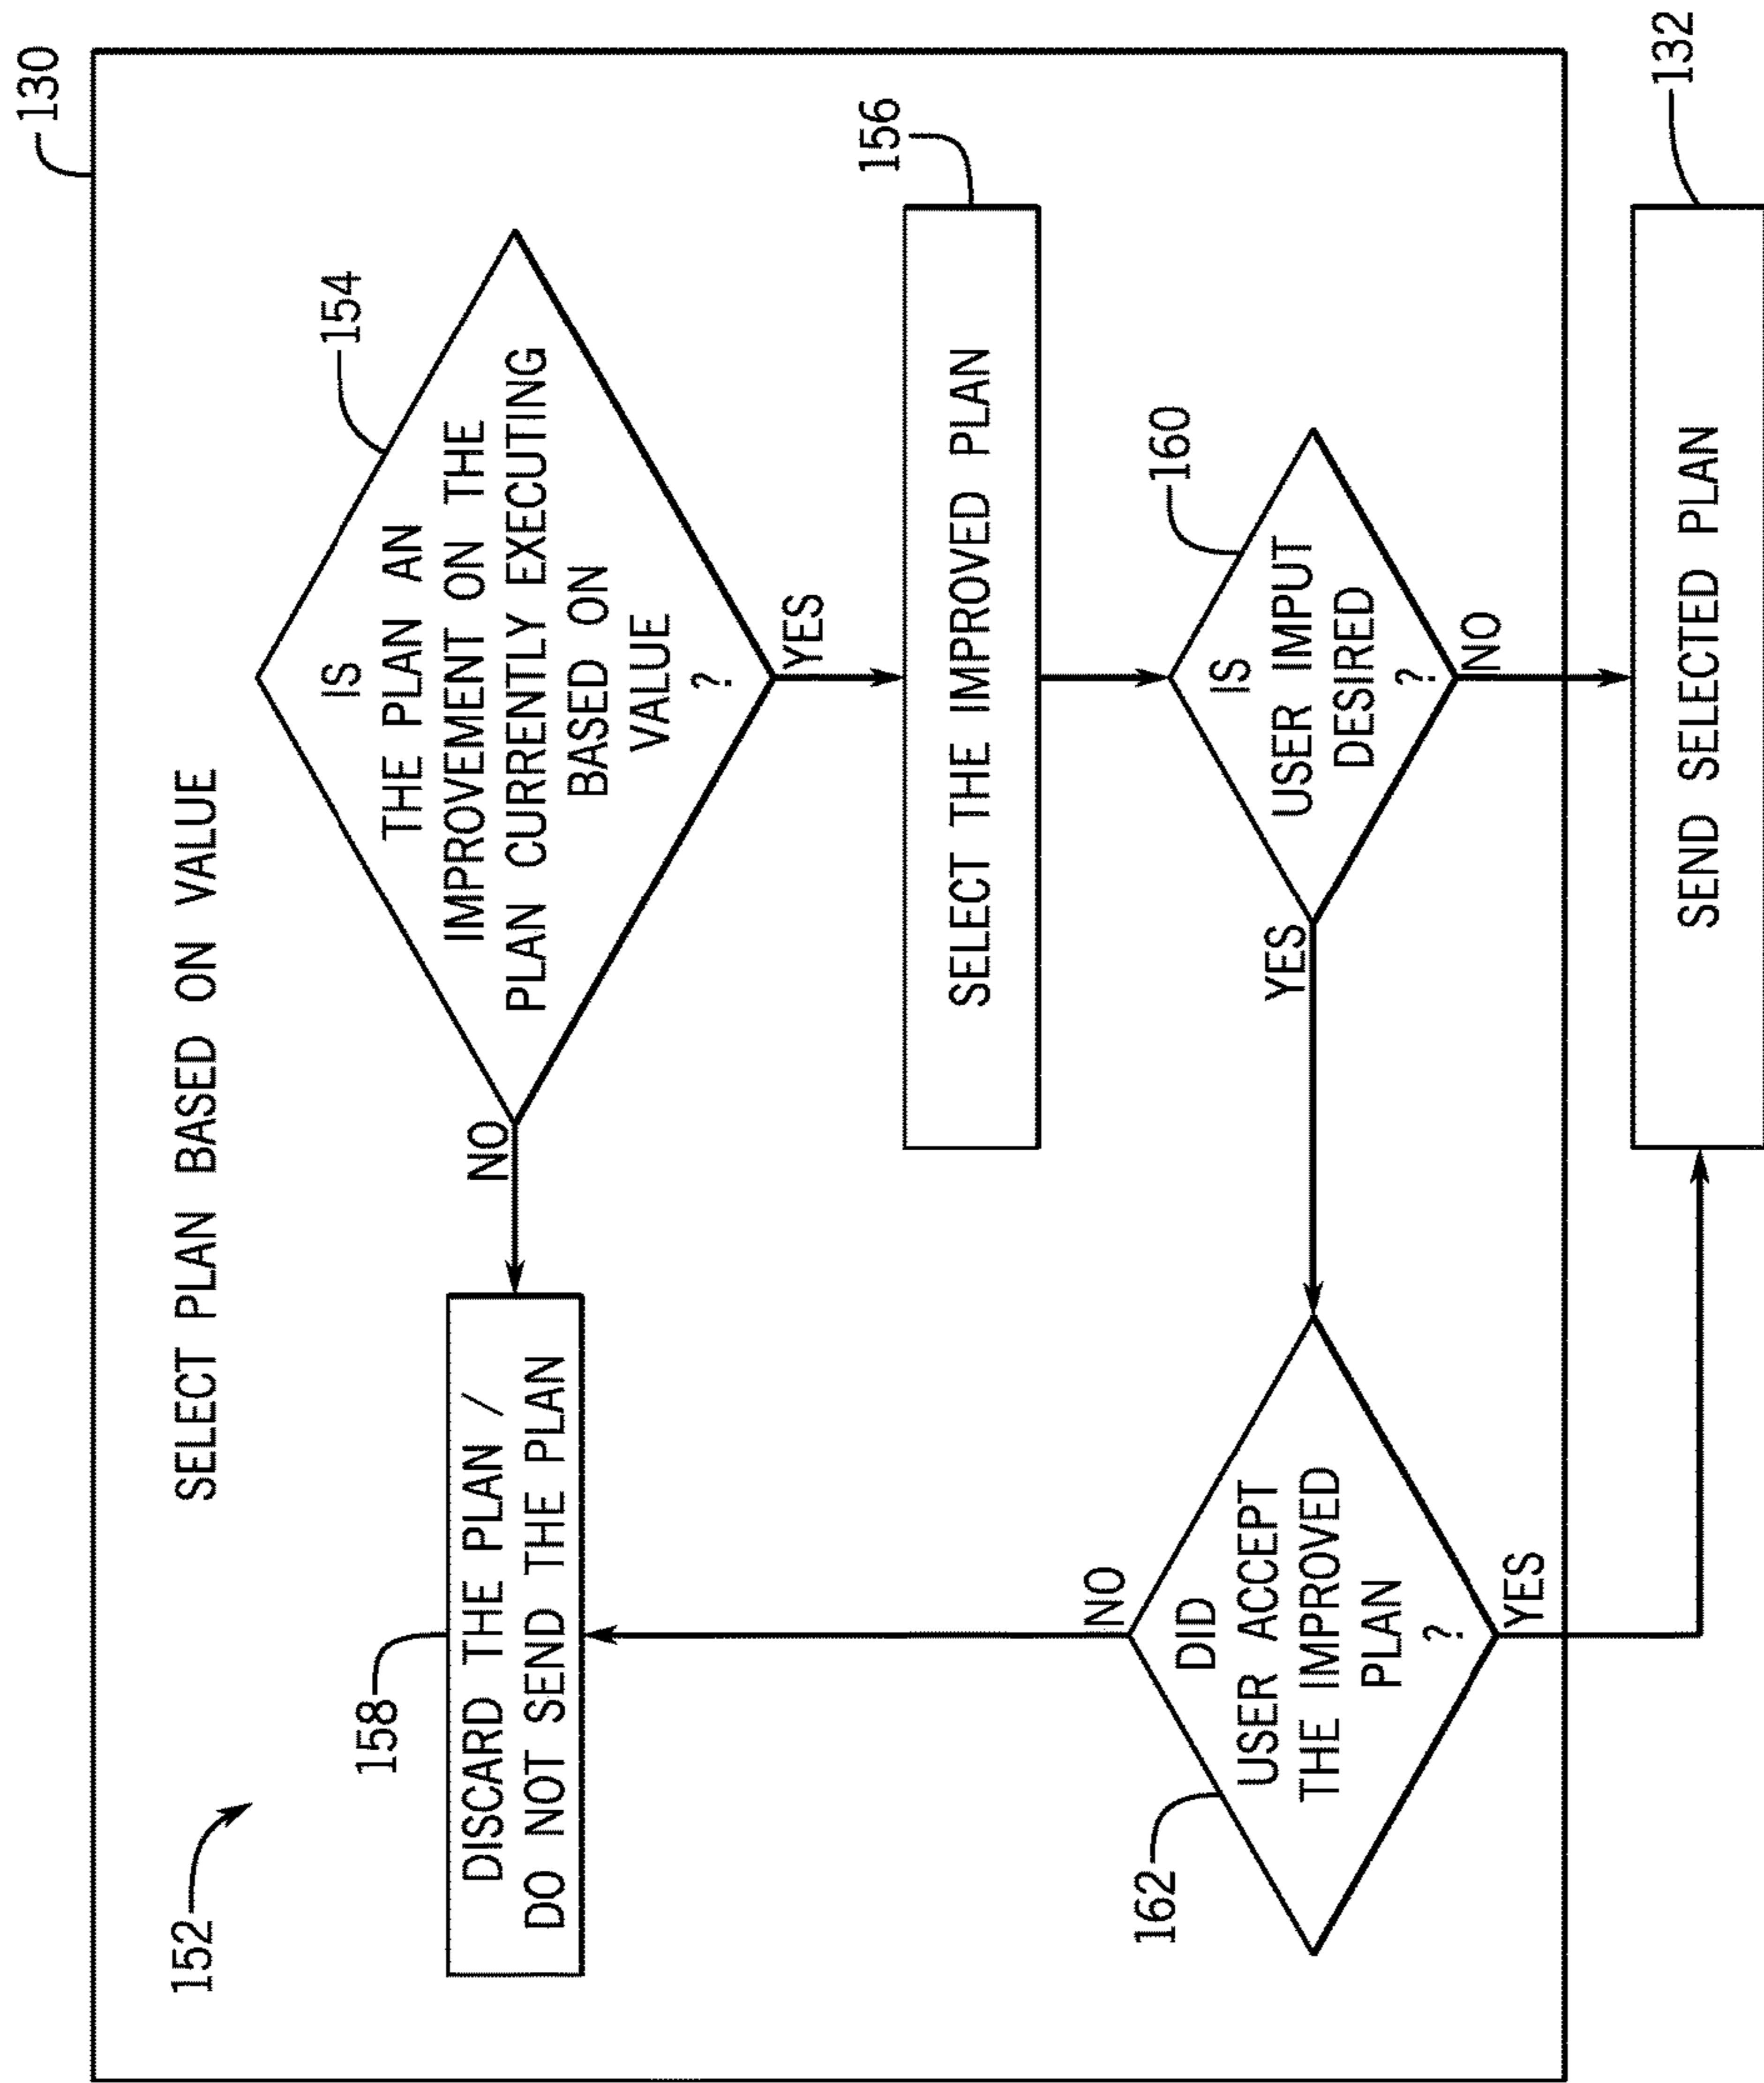 130
152
SELECT PLAN BASED ON VALUE
154
IS
THE PLAN AN
IMPROVEMENT ON THE
PLAN CURRENTLY EXECUTING
BASED ON
VALUE
?
NO
YES
158
DISCARD THE PLAN /
DO NOT SEND THE PLAN
156
SELECT THE IMPROVED PLAN
160
IS
USER IMPUT
DESIRED
?
YES
NO
162
DID
USER ACCEPT
THE IMPROVED
PLAN
?
NO
YES
132
SEND SELECTED PLAN